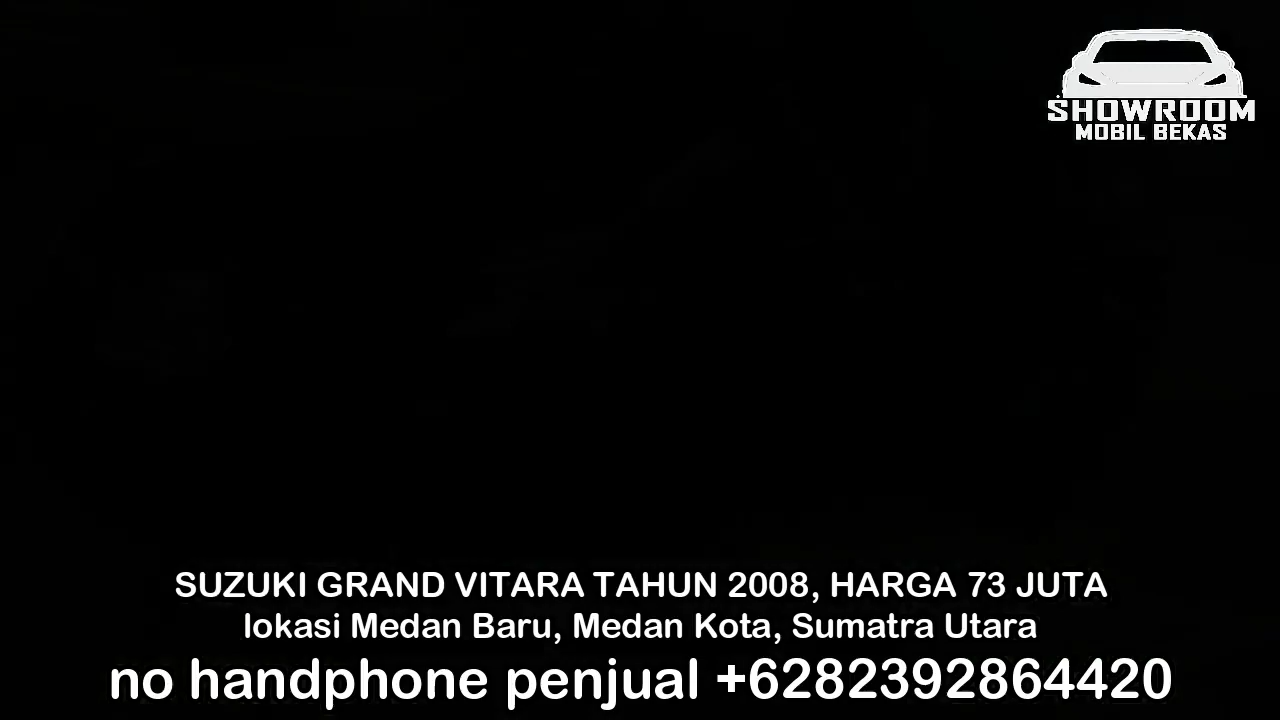 SHOWROOM
MOBIL BEKAS
SUZUKI GRAND VITARA TAHUN 2008, HARGA 73 JUTA
lokasi Medan Baru, Medan Kota, Sumatra Utara
no handphone penjual +6282392864420